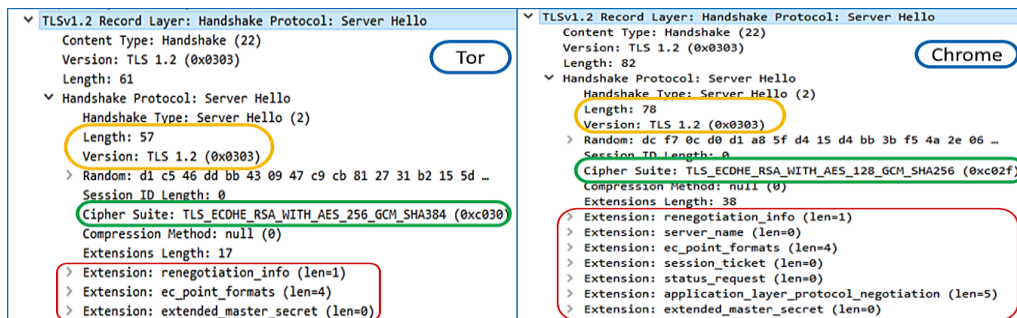 TLSv1.2 Record Layer: Handshake Protocol: Server Hello
Content Type: Handshake (22)
Version: TLS 1.2 (0x0303)
Length: 61
Handshake Protocol: Server Hello
Handshake Type: Server Hello (2)
Length: 57
Version: TLS 1.2 (0x0303)
Random: d1 c5 46 dd bb 43 09 47 c9 cb 81 27 31 b2 15 5d …
Session ID Length: 0
Cipher Suite: TLS_ECDHE_RSA_WITH_AES_256_GCM_SHA384 (0xc030)
Compression Method: null (0)
Extensions Length: 17
Extension: renegotiation_info (len=1)
Extension: ec_point_formats (len=4)
Extension: extended_master_secret (len=0)
Tor
TLSv1.2 Record Layer: Handshake Protocol: Server Hello
Content Type: Handshake (22)
Version: TLS 1.2 (0x0303)
Length: 82
Handshake Protocol: Server Hello
Handshake Type: Server Hello (2)
Length: 78
Version: TLS 1.2 (0x0303)
Random: dc f7 0c d0 d1 a8 5f d4 15 d4 bb 3b f5 4a 2e 06 …
Session ID Length: 0
Cipher Suite: TLS_ECDHE_RSA_WITH_AES_128_GCM_SHA256 (0xc02f)
Compression Method: null (0)
Extensions Length: 38
Extension: renegotiation_info (len=1)
Extension: server_name (len=0)
Extension: ec_point_formats (len=4)
Extension: session_ticket (len=0)
Extension: status_request (len=0)
Extension: application_layer_protocol_negotiation (len=5)
Extension: extended_master_secret (len=0)
Chrome